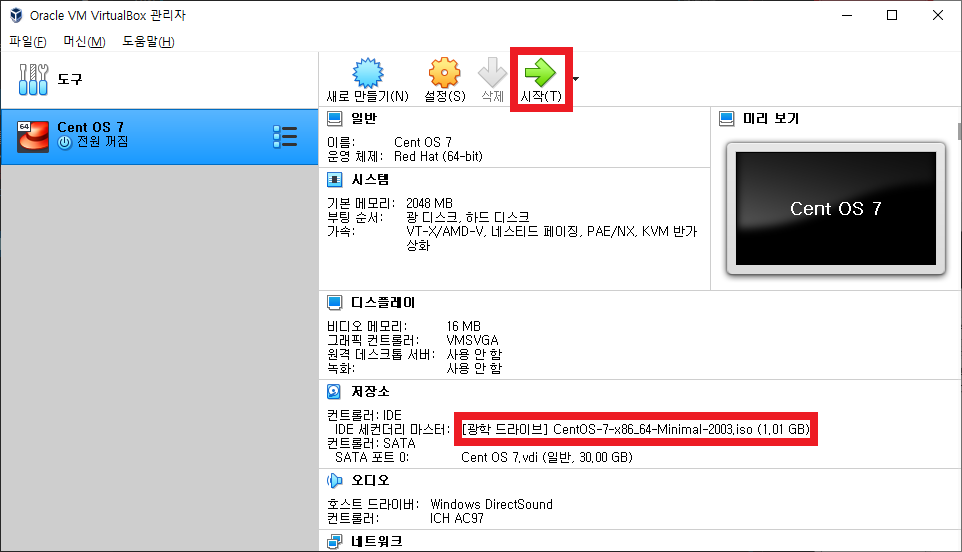 Oracle VM VirtualBox 관리자
파일(F) 머신(M) 도움말(H)
도구
새로 만들기(N) 설정(S) 삭제 시작(T)
64
Cent OS 7
전원 꺼짐
일반
이름: Cent OS 7
운영 체제: Red Hat (64-bit)
미리 보기
Cent OS 7
시스템
기본 메모리: 2048 MB
부팅 순서: 광 디스크, 하드 디스크
가속: VT-X/AMD-V, 네스티드 페이징, PAE/NX, KVM 반가
상화
디스플레이
비디오 메모리: 16 MB
그래픽 컨트롤러: VMSVGA
원격 데스크톱 서버: 사용 안 함
녹화: 사용 안 함
저장소
컨트롤러: IDE
IDE 세컨더리 마스터: [광학 드라이브] CentOS-7-x86_64-Minimal-2003.iso (1.01 GB)
컨트롤러: SATA
SATA 포트 0: Cent OS 7.vdi (일반, 30.00 GB)
오디오
호스트 드라이버: Windows DirectSound
컨트롤러: ICH AC97
네트워크